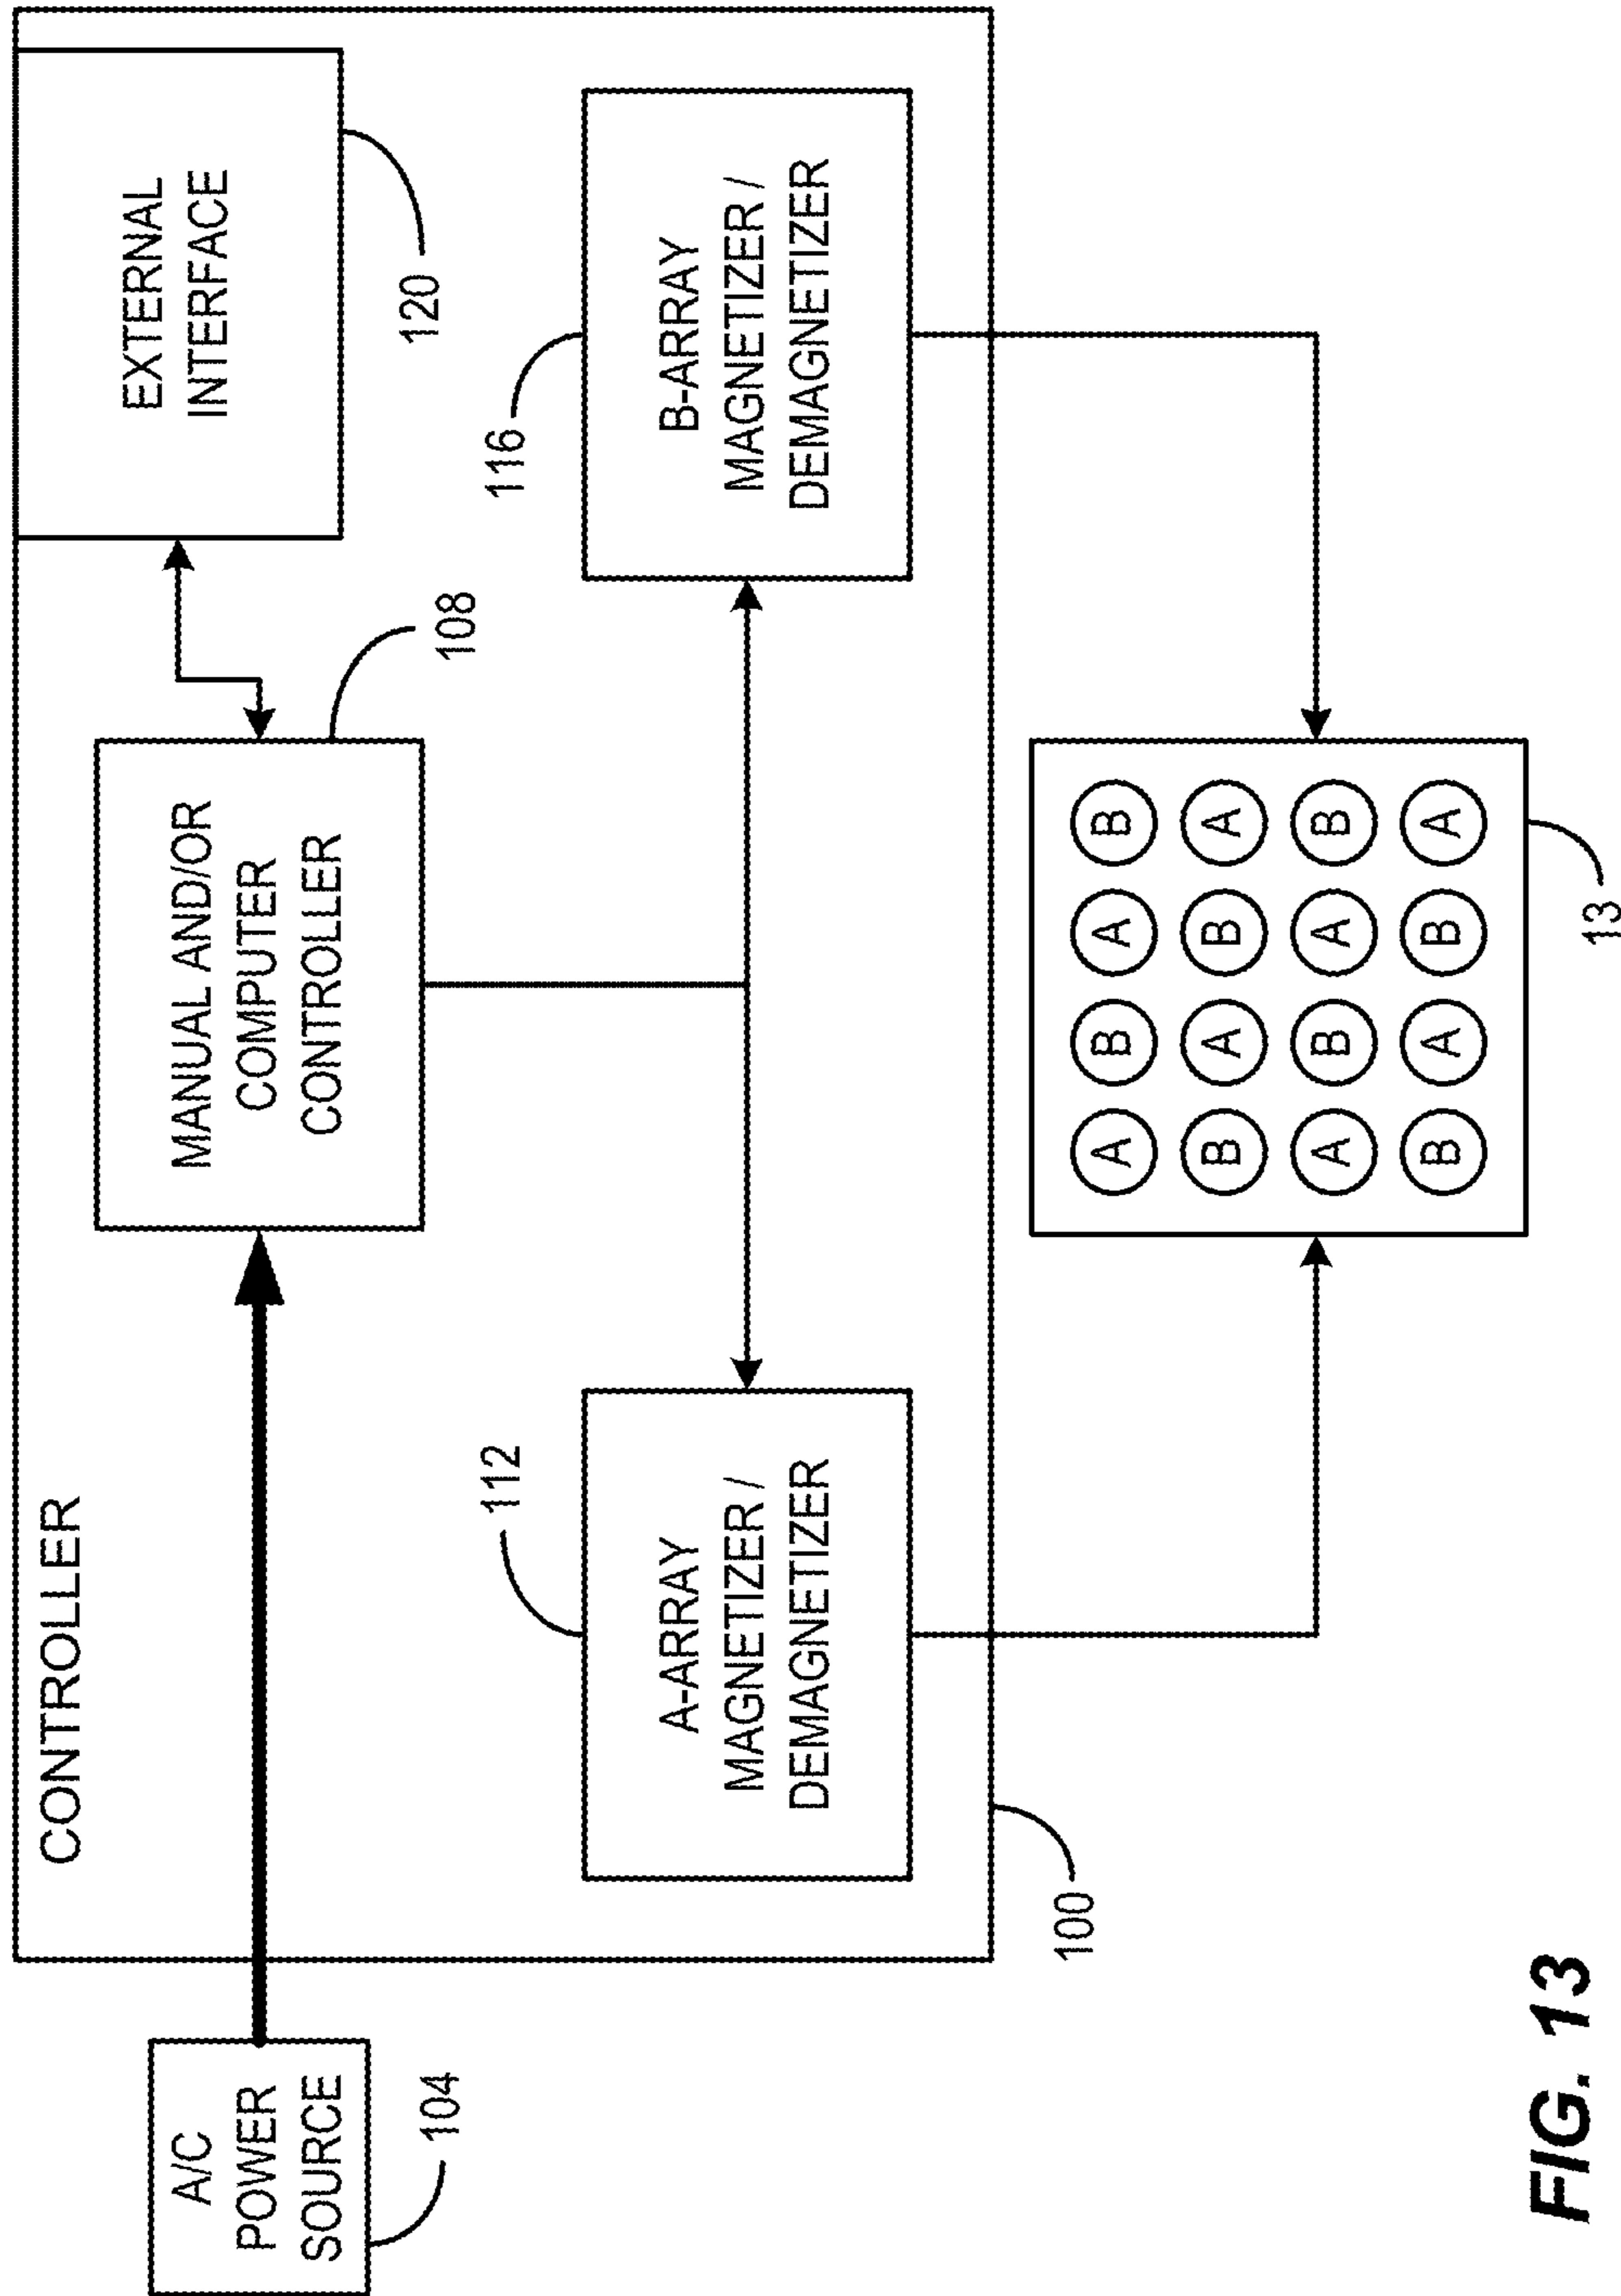 CONTROLLER
A/C
POWER
SOURCE
104
MANUAL AND/OR
COMPUTER
CONTROLLER
108
EXTERNAL
INTERFACE
120
112
A-ARRAY
MAGNETIZER /
DEMAGNETIZER
116
B-ARRAY
MAGNETIZER /
DEMAGNETIZER
100
A B A B
B A B A
A B A B
B A B A
13
FIG. 13